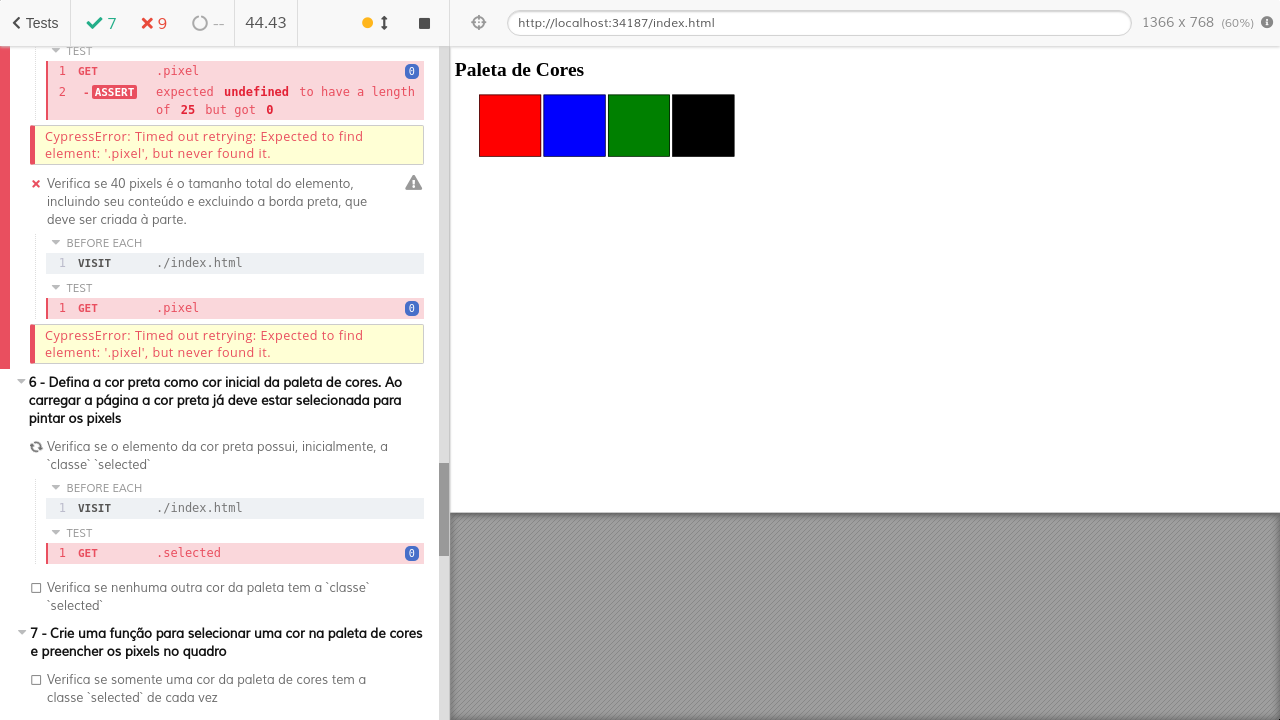 Tests
7
9
--
44.43
http://localhost:34187/index.html
1366 x 768 (60%)
TEST
1 GET .pixel 0
2 -ASSERT expected undefined to have a length
of 25 but got 0
CypressError: Timed out retrying: Expected to find
element: '.pixel', but never found it.
Verifica se 40 pixels é o tamanho total do elemento,
incluindo seu conteúdo e excluindo a borda preta, que
deve ser criada à parte.
BEFORE EACH
1 VISIT ./index.html
TEST
1 GET .pixel 0
CypressError: Timed out retrying: Expected to find
element: '.pixel', but never found it.
6 - Defina a cor preta como cor inicial da paleta de cores. Ao
carregar a página a cor preta já deve estar selecionada para
pintar os pixels
Verifica se o elemento da cor preta possui, inicialmente, a
`classe` `selected`
BEFORE EACH
1 VISIT ./index.html
TEST
1 GET .selected 0
Verifica se nenhuma outra cor da paleta tem a `classe`
`selected`
7 - Crie uma função para selecionar uma cor na paleta de cores
e preencher os pixels no quadro
Verifica se somente uma cor da paleta de cores tem a
classe `selected` de cada vez
Paleta de Cores